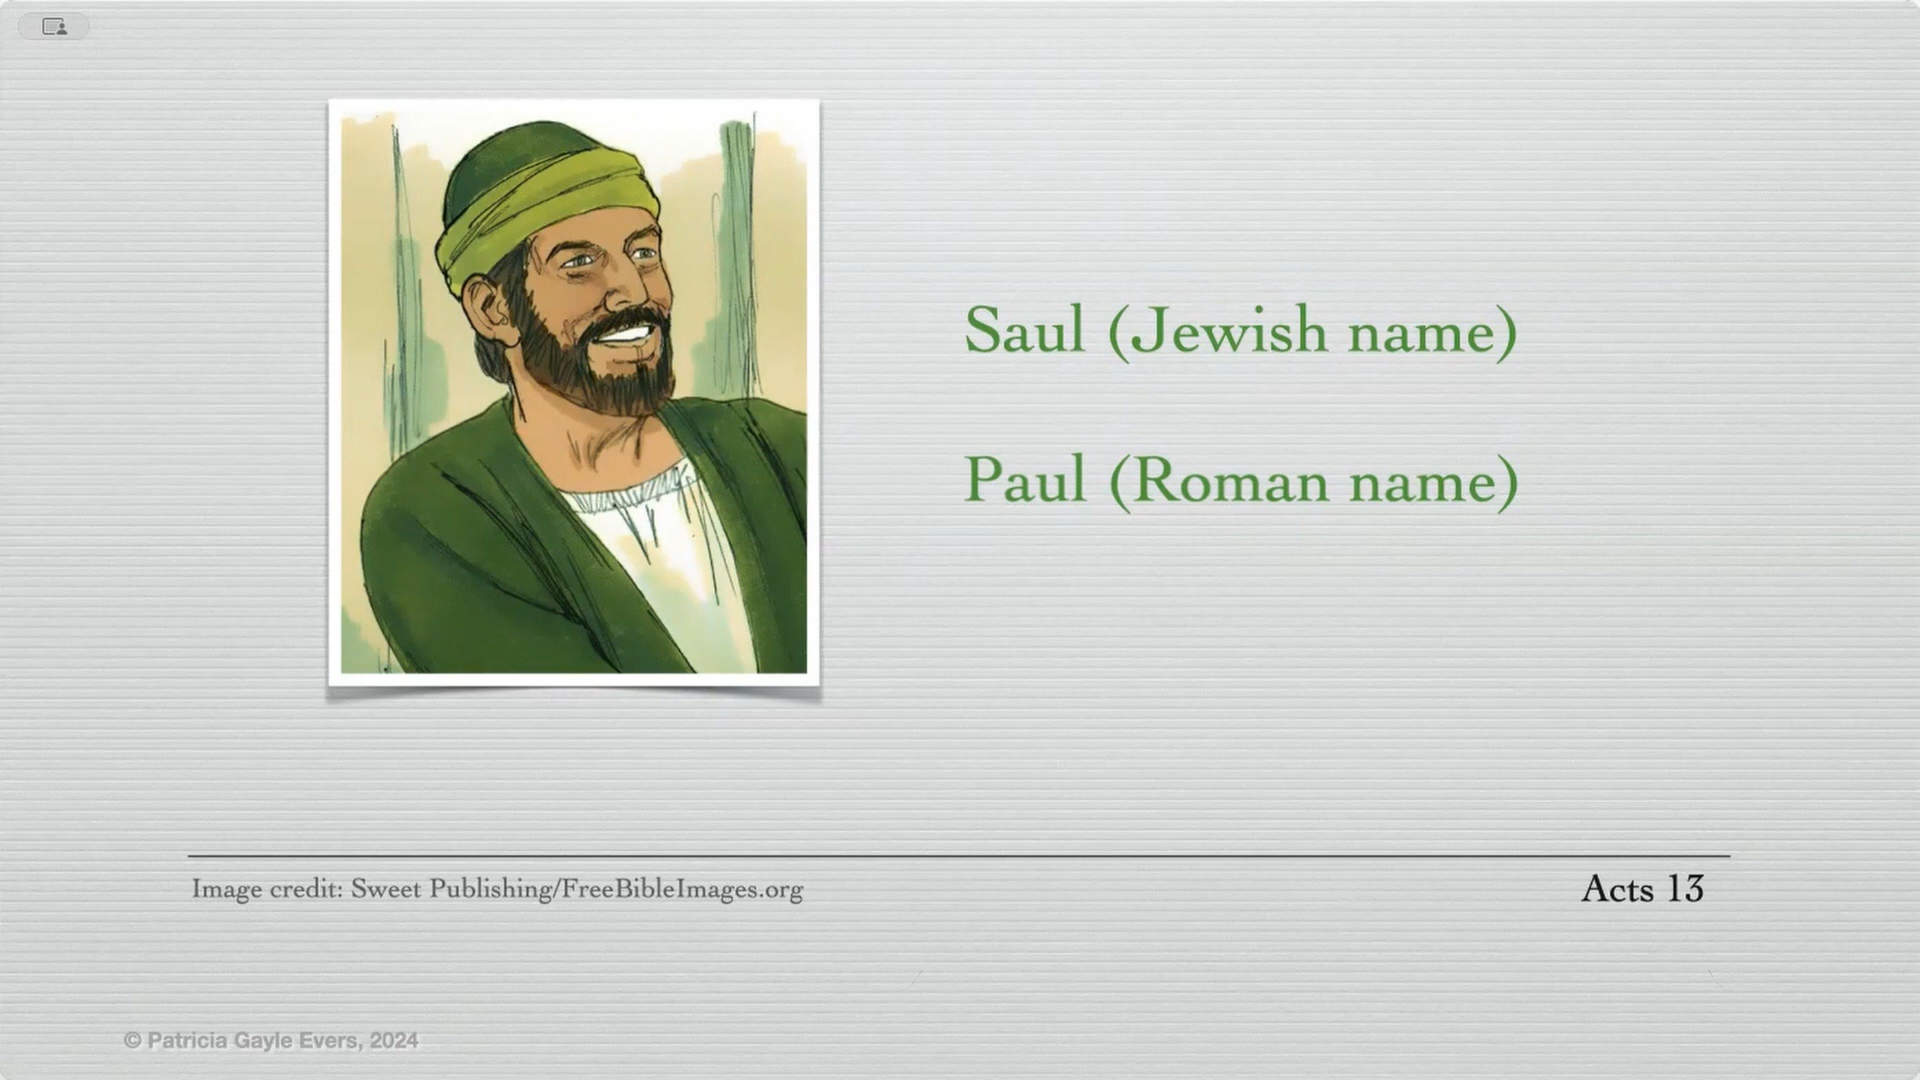 Saul (Jewish name)
Paul (Roman name)
Image credit: Sweet Publishing/FreeBibleImages.org
Acts 13
© Patricia Gayle Evers, 2024